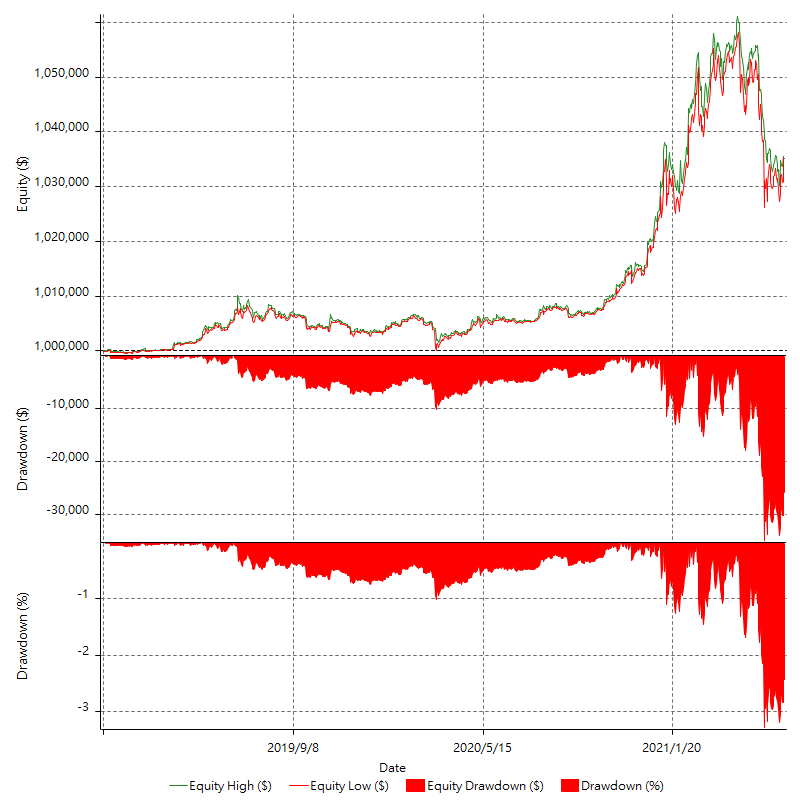 Equity ($)
1,050,000
1,040,000
1,030,000
1,020,000
1,010,000
1,000,000
Drawdown ($)
-10,000
-20,000
-30,000
Drawdown (%)
-1
-2
-3
2019/9/8
2020/5/15
2021/1/20
Date
Equity High ($)
Equity Low ($)
Equity Drawdown ($)
Drawdown (%)